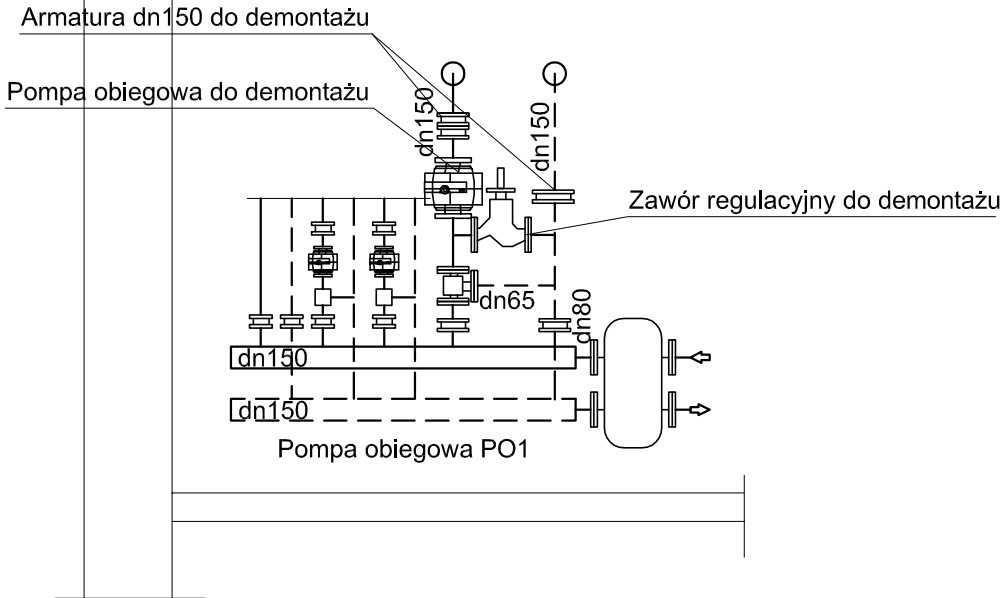 Armatura dn150 do demontażu
Pompa obiegowa do demontażu
dn150
dn150
Zawór regulacyjny do demontażu
dn65
dn80
dn150
dn150
Pompa obiegowa PO1